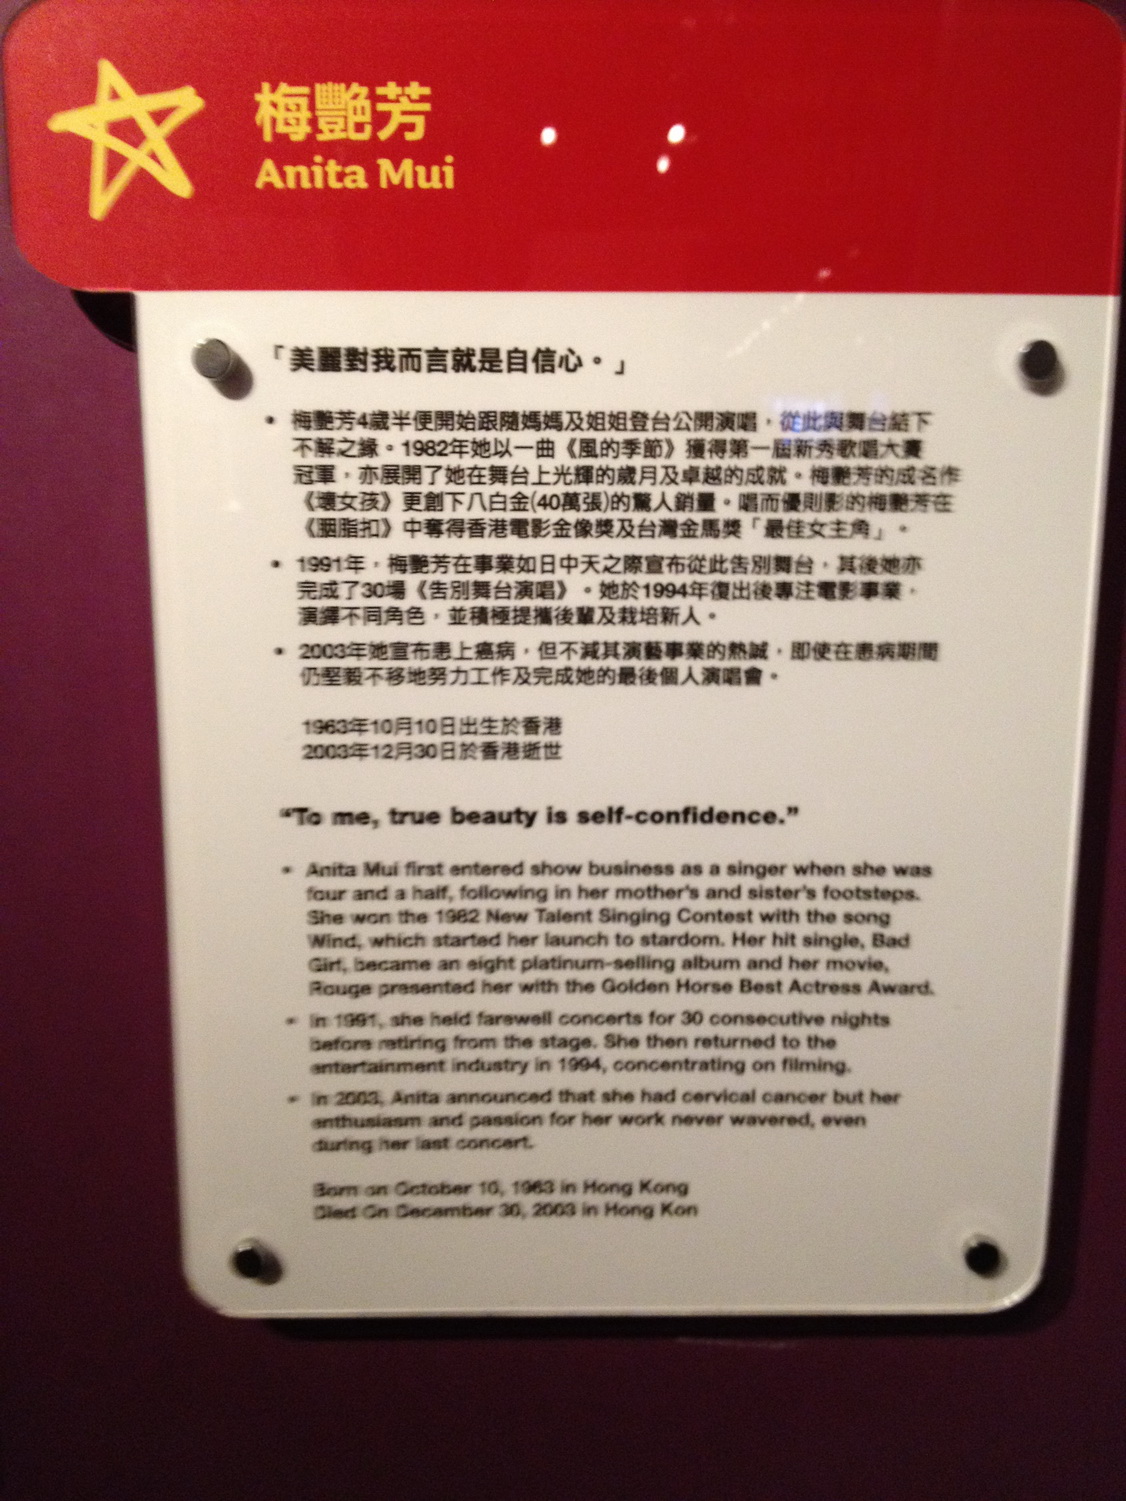 梅艷芳
Anita Mui
「美麗對我而言就是自信心。」
• 梅艷芳4歲半便開始跟隨媽媽及姐姐登台公開演唱，從此與舞台結下
不解之緣。1982年她以一曲《風的季節》獲得第一屆新秀歌唱大賽
冠軍，亦展開了她在舞台上光輝的歲月及卓越的成就。梅艷芳的成名作
《壞女孩》更創下八白金(40萬張)的驚人銷量。唱而優則影的梅艷芳在
《胭脂扣》中奪得香港電影金像獎及台灣金馬獎「最佳女主角」。
• 1991年，梅艷芳在事業如日中天之際宣布從此告別舞台，其後她亦
完成了30場《告別舞台演唱》。她於1994年復出後專注電影事業，
演繹不同角色，並積極提攜後輩及栽培新人。
• 2003年她宣布患上癌病，但不減其演藝事業的熱誠，即使在患病期間
仍堅毅不移地努力工作及完成她的最後個人演唱會。
1963年10月10日出生於香港
2003年12月30日於香港逝世
“To me, true beauty is self-confidence.”
• Anita Mui first entered show business as a singer when she was
four and a half, following in her mother's and sister's footsteps.
She won the 1982 New Talent Singing Contest with the song
Wind, which started her launch to stardom. Her hit single, Bad
Girl, became an eight platinum-selling album and her movie,
Rouge presented her with the Golden Horse Best Actress Award.
• In 1991, she held farewell concerts for 30 consecutive nights
before retiring from the stage. She then returned to the
entertainment industry in 1994, concentrating on filming.
• In 2003, Anita announced that she had cervical cancer but her
enthusiasm and passion for her work never wavered, even
during her last concert.
Born on October 10, 1963 in Hong Kong
Died On December 30, 2003 in Hong Kon